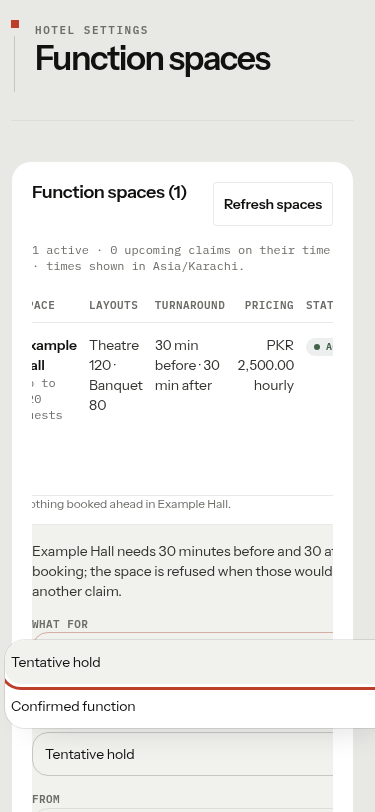 HOTEL SETTINGS
Function spaces
Function spaces (1)
Refresh spaces
1 active · 0 upcoming claims on their time
· times shown in Asia/Karachi.
PACE LAYOUTS TURNAROUND PRICING STAT
xample Theatre 30 min PKR A
all 120 · before · 30 2,500.00
to Banquet min after hourly
20 80
uests
othing booked ahead in Example Hall.
Example Hall needs 30 minutes before and 30 af
booking; the space is refused when those would
another claim.
WHAT FOR
Tentative hold
Confirmed function
Tentative hold
FROM